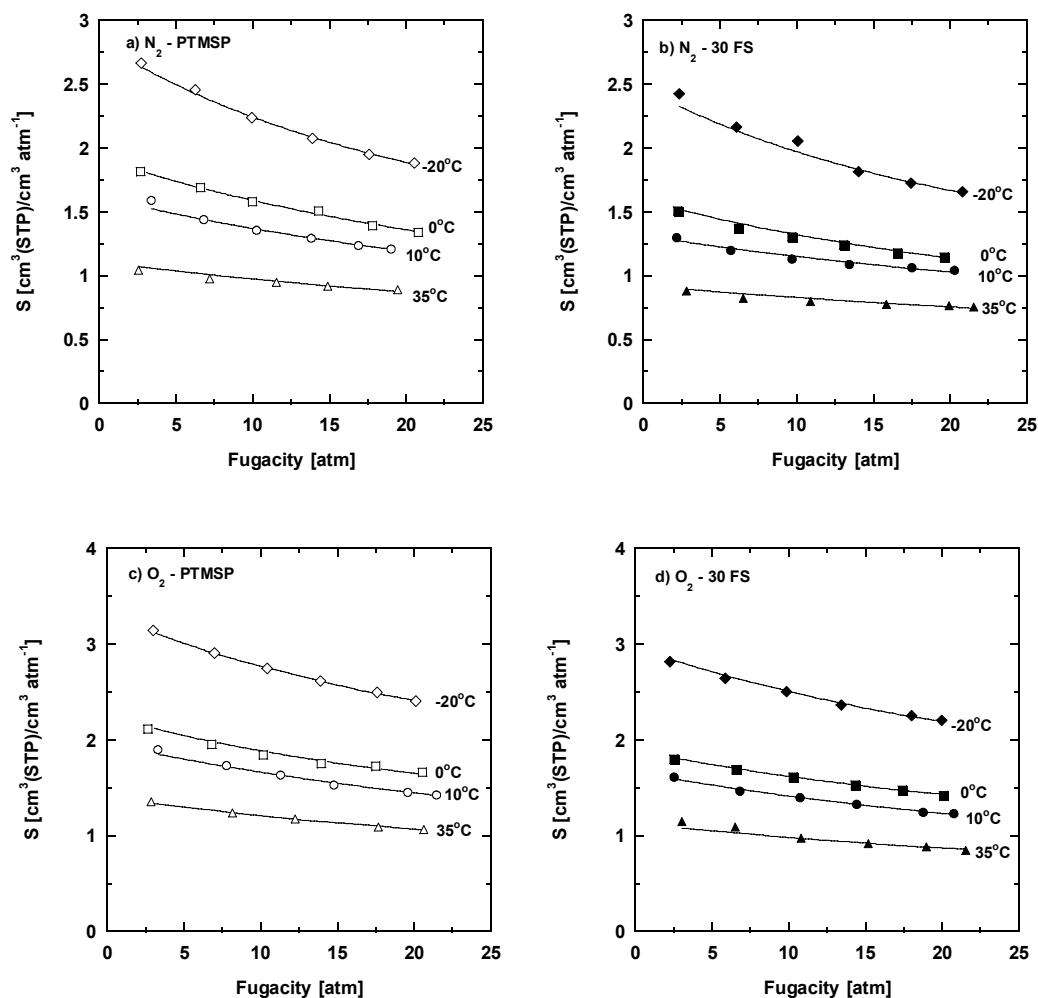 a) N2 - PTMSP
3
2.5
2
1.5
1
0.5
0
-20°C
0°C
10°C
35°C
0 5 10 15 20 25
Fugacity [atm]
S [cm3(STP)/cm3 atm-1]
b) N2 - 30 FS
3
2.5
2
1.5
1
0.5
0
-20°C
0°C
10°C
35°C
0 5 10 15 20 25
Fugacity [atm]
S [cm3(STP)/cm3 atm-1]
c) O2 - PTMSP
4
3
2
1
0
-20°C
0°C
10°C
35°C
0 5 10 15 20 25
Fugacity [atm]
S [cm3(STP)/cm3 atm-1]
d) O2 - 30 FS
4
3
2
1
0
-20°C
0°C
10°C
35°C
0 5 10 15 20 25
Fugacity [atm]
S [cm3(STP)/cm3 atm-1]